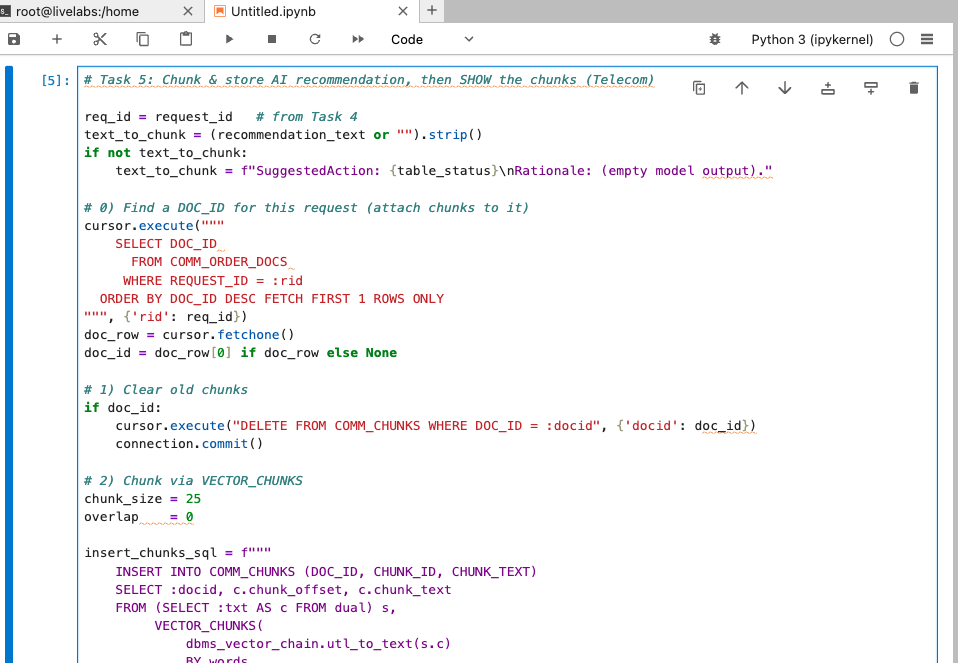 root@livelabs:/home
Untitled.ipynb
Code
Python 3 (ipykernel)
[5]:
# Task 5: Chunk & store AI recommendation, then SHOW the chunks (Telecom)
req_id = request_id   # from Task 4
text_to_chunk = (recommendation_text or "").strip()
if not text_to_chunk:
    text_to_chunk = f"SuggestedAction: {table_status}\nRationale: (empty model output)."
# 0) Find a DOC_ID for this request (attach chunks to it)
cursor.execute("""
    SELECT DOC_ID
      FROM COMM_ORDER_DOCS
     WHERE REQUEST_ID = :rid
  ORDER BY DOC_ID DESC FETCH FIRST 1 ROWS ONLY
""", {'rid': req_id})
doc_row = cursor.fetchone()
doc_id = doc_row[0] if doc_row else None
# 1) Clear old chunks
if doc_id:
    cursor.execute("DELETE FROM COMM_CHUNKS WHERE DOC_ID = :docid", {'docid': doc_id})
    connection.commit()
# 2) Chunk via VECTOR_CHUNKS
chunk_size = 25
overlap    = 0
insert_chunks_sql = f"""
    INSERT INTO COMM_CHUNKS (DOC_ID, CHUNK_ID, CHUNK_TEXT)
    SELECT :docid, c.chunk_offset, c.chunk_text
    FROM (SELECT :txt AS c FROM dual) s,
         VECTOR_CHUNKS(
             dbms_vector_chain.utl_to_text(s.c)
             BY words